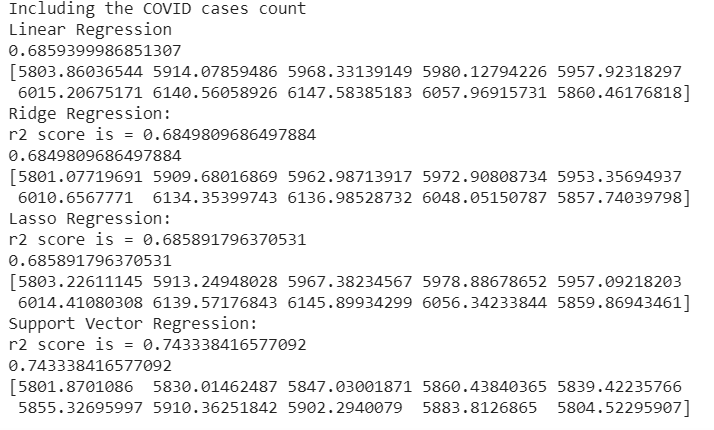 Including the COVID cases count
Linear Regression
0.6859399986851307
[5803.86036544 5914.07859486 5968.33139149 5980.12794226 5957.92318297
6015.20675171 6140.56058926 6147.58385183 6057.96915731 5860.46176818]
Ridge Regression:
r2 score is = 0.6849809686497884
0.6849809686497884
[5801.07719691 5909.68016869 5962.98713917 5972.90808734 5953.35694937
6010.6567771  6134.35399743 6136.98528732 6048.05150787 5857.74039798]
Lasso Regression:
r2 score is = 0.685891796370531
0.685891796370531
[5803.22611145 5913.24948028 5967.38234567 5978.88678652 5957.09218203
6014.41080308 6139.57176843 6145.89934299 6056.34233844 5859.86943461]
Support Vector Regression:
r2 score is = 0.743338416577092
0.743338416577092
[5801.8701086  5830.01462487 5847.03001871 5860.43840365 5839.42235766
5855.32695997 5910.36251842 5902.2940079  5883.8126865  5804.52295907]